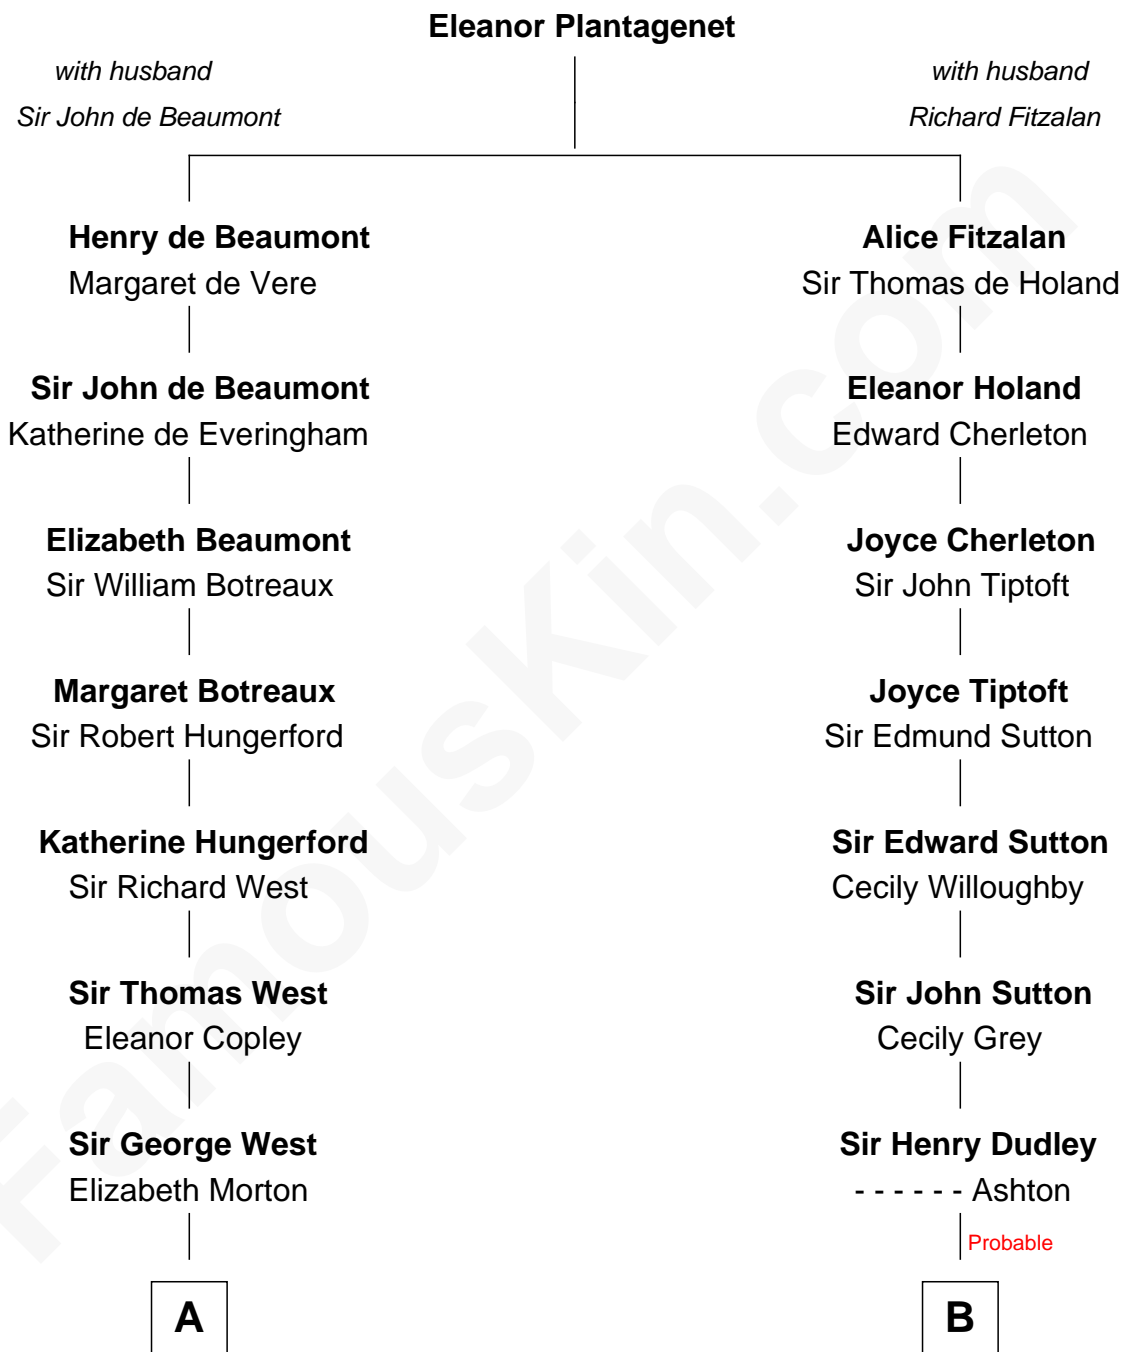 Eleanor Plantagenet
with husband
Sir John de Beaumont
with husband
Richard Fitzalan
Henry de Beaumont
Margaret de Vere
Alice Fitzalan
Sir Thomas de Holand
Sir John de Beaumont
Katherine de Everingham
Eleanor Holand
Edward Cherleton
Elizabeth Beaumont
Sir William Botreaux
Joyce Cherleton
Sir John Tiptoft
Margaret Botreaux
Sir Robert Hungerford
Joyce Tiptoft
Sir Edmund Sutton
Katherine Hungerford
Sir Richard West
Sir Edward Sutton
Cecily Willoughby
Sir Thomas West
Eleanor Copley
Sir John Sutton
Cecily Grey
Sir George West
Elizabeth Morton
Sir Henry Dudley
- - - - - - Ashton
Probable
A
B
FamousKin.com